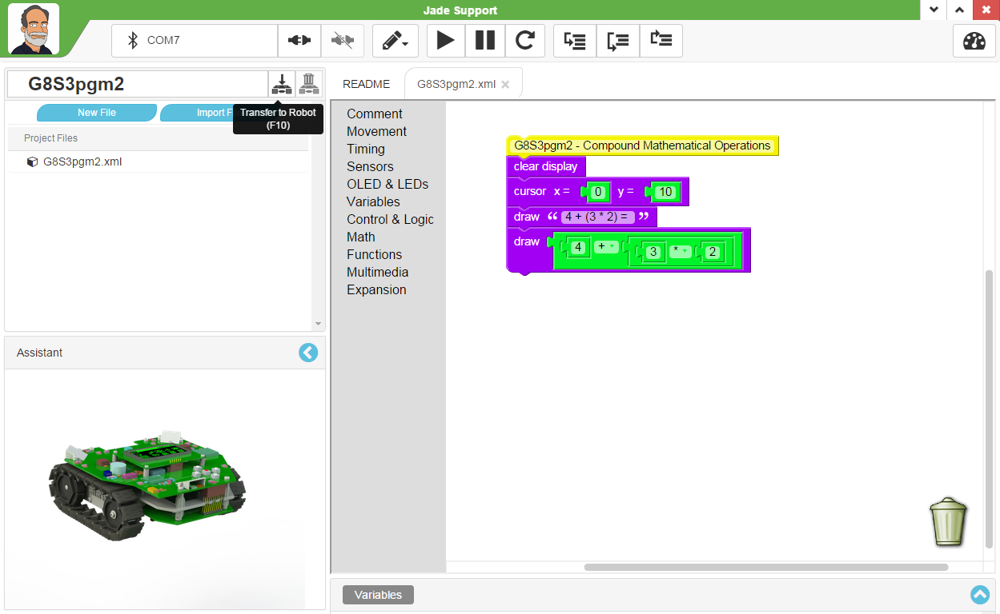 Jade Support
COM7
G8S3pgm2
New File
Import F
Transfer to Robot
(F10)
Project Files
G8S3pgm2.xml
Assistant
README
G8S3pgm2.xml
Comment
Movement
Timing
Sensors
OLED & LEDs
Variables
Control & Logic
Math
Functions
Multimedia
Expansion
G8S3pgm2 - Compound Mathematical Operations
clear display
cursor x = 0 y = 10
draw “ 4 + (3 * 2) = ”
draw 4 + 3 * 2
Variables